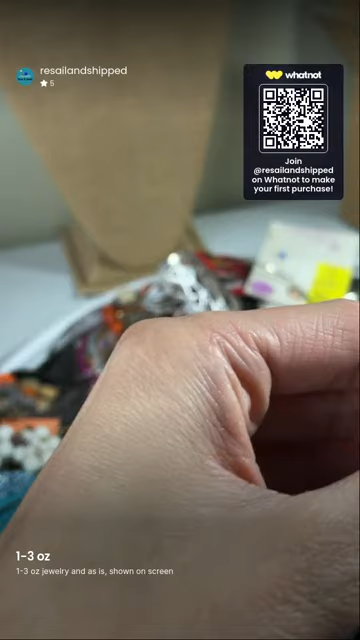 resailandshipped
5
whatnot
Join
@resailandshipped
on Whatnot to make
your first purchase!
1-3 oz
1-3 oz jewelry and as is, shown on screen